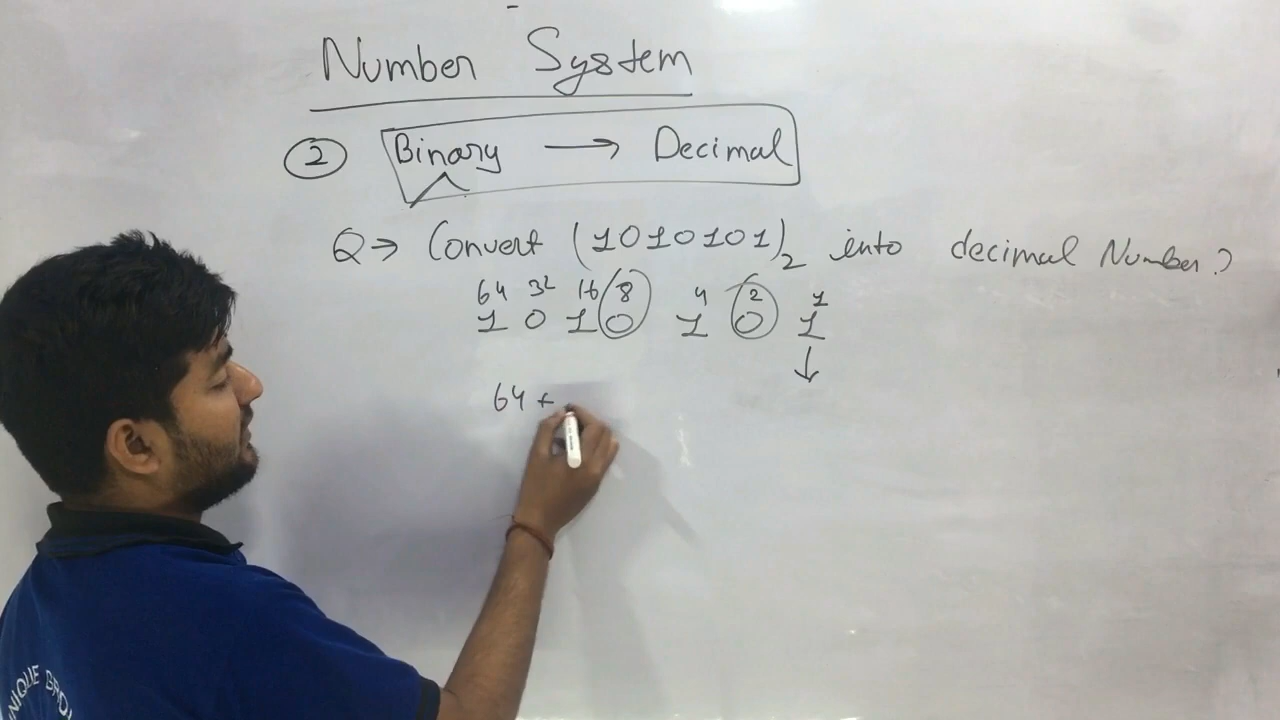 Number System
② Binary → Decimal
Q→ Convert (1010101)₂ into decimal Number?
64 32 16 8 4 2 1
1 0 1 0 1 0 1
↓
64 +